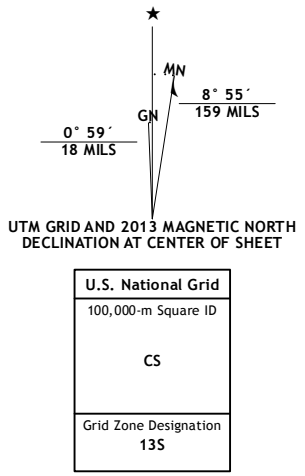 ★
MN
GN
8° 55´
159 MILS
0° 59´
18 MILS
UTM GRID AND 2013 MAGNETIC NORTH
DECLINATION AT CENTER OF SHEET
U.S. National Grid
100,000-m Square ID
CS
Grid Zone Designation
13S